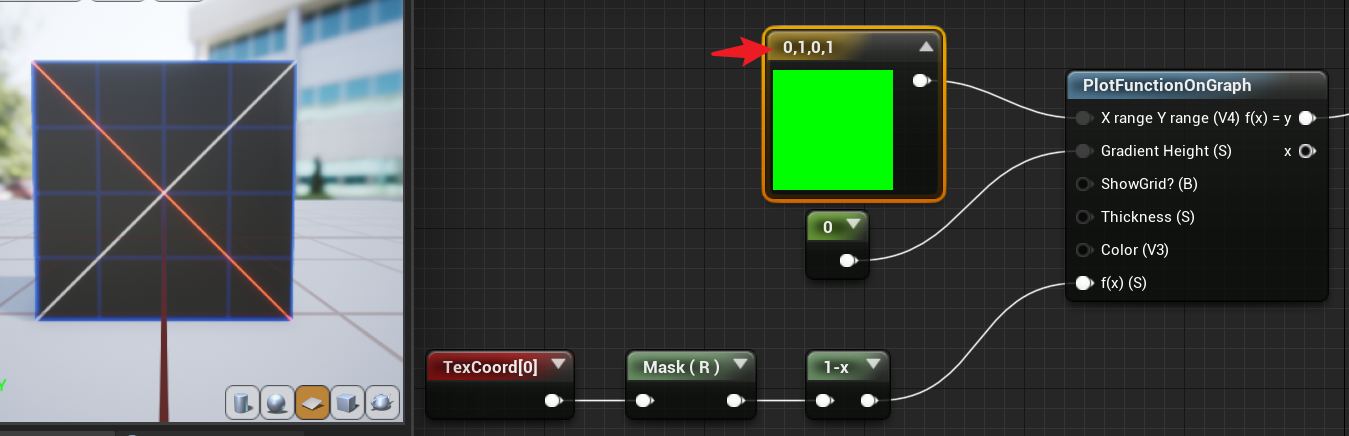 0,1,0,1
PlotFunctionOnGraph
X range Y range (V4) f(x) = y
Gradient Height (S) x
ShowGrid? (B)
0
Thickness (S)
Color (V3)
f(x) (S)
TexCoord[0] Mask ( R ) 1-x
Y